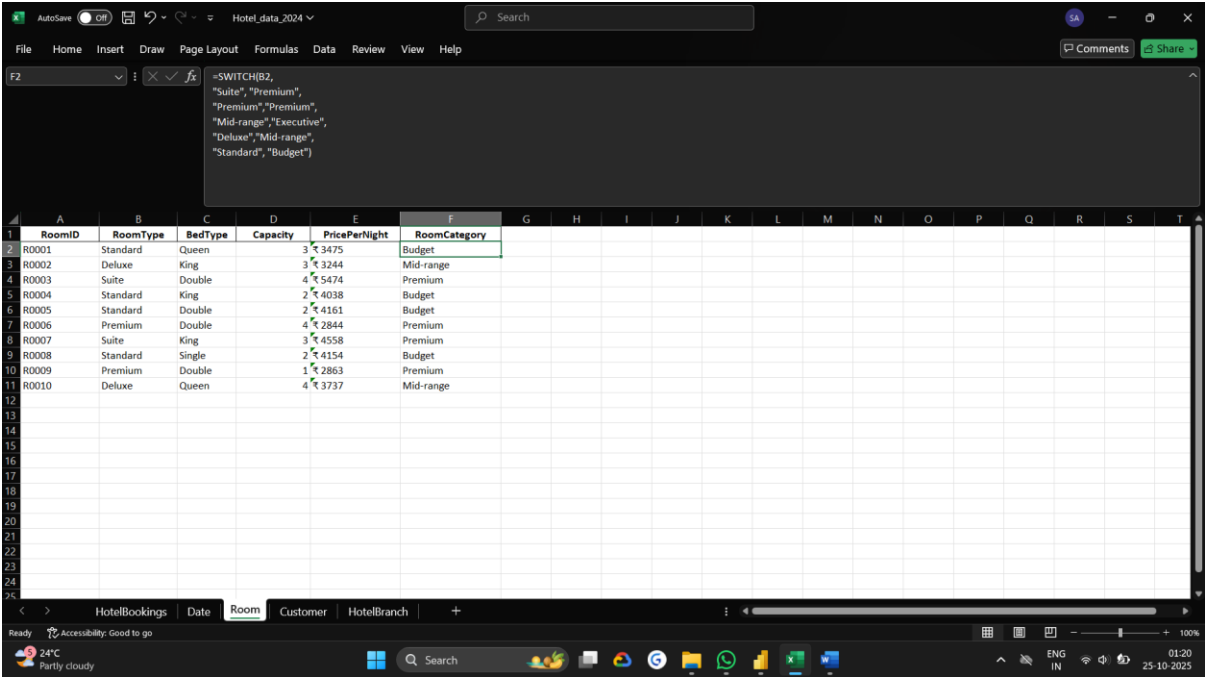 AutoSave Off Hotel_data_2024 Search SA
File Home Insert Draw Page Layout Formulas Data Review View Help Comments Share
F2 fx =SWITCH(B2,
"Suite", "Premium",
"Premium","Premium",
"Mid-range","Executive",
"Deluxe","Mid-range",
"Standard", "Budget")
A B C D E F G H I J K L M N O P Q R S T
1 RoomID RoomType BedType Capacity PricePerNight RoomCategory
2 R0001 Standard Queen 3 ₹ 3475 Budget
3 R0002 Deluxe King 3 ₹ 3244 Mid-range
4 R0003 Suite Double 4 ₹ 5474 Premium
5 R0004 Standard King 2 ₹ 4038 Budget
6 R0005 Standard Double 2 ₹ 4161 Budget
7 R0006 Premium Double 4 ₹ 2844 Premium
8 R0007 Suite King 3 ₹ 4558 Premium
9 R0008 Standard Single 2 ₹ 4154 Budget
10 R0009 Premium Double 1 ₹ 2863 Premium
11 R0010 Deluxe Queen 4 ₹ 3737 Mid-range
12
13
14
15
16
17
18
19
20
21
22
23
24
25
HotelBookings Date Room Customer HotelBranch
Ready Accessibility: Good to go 100%
5 24°C Search ENG 01:20
Partly cloudy IN 25-10-2025